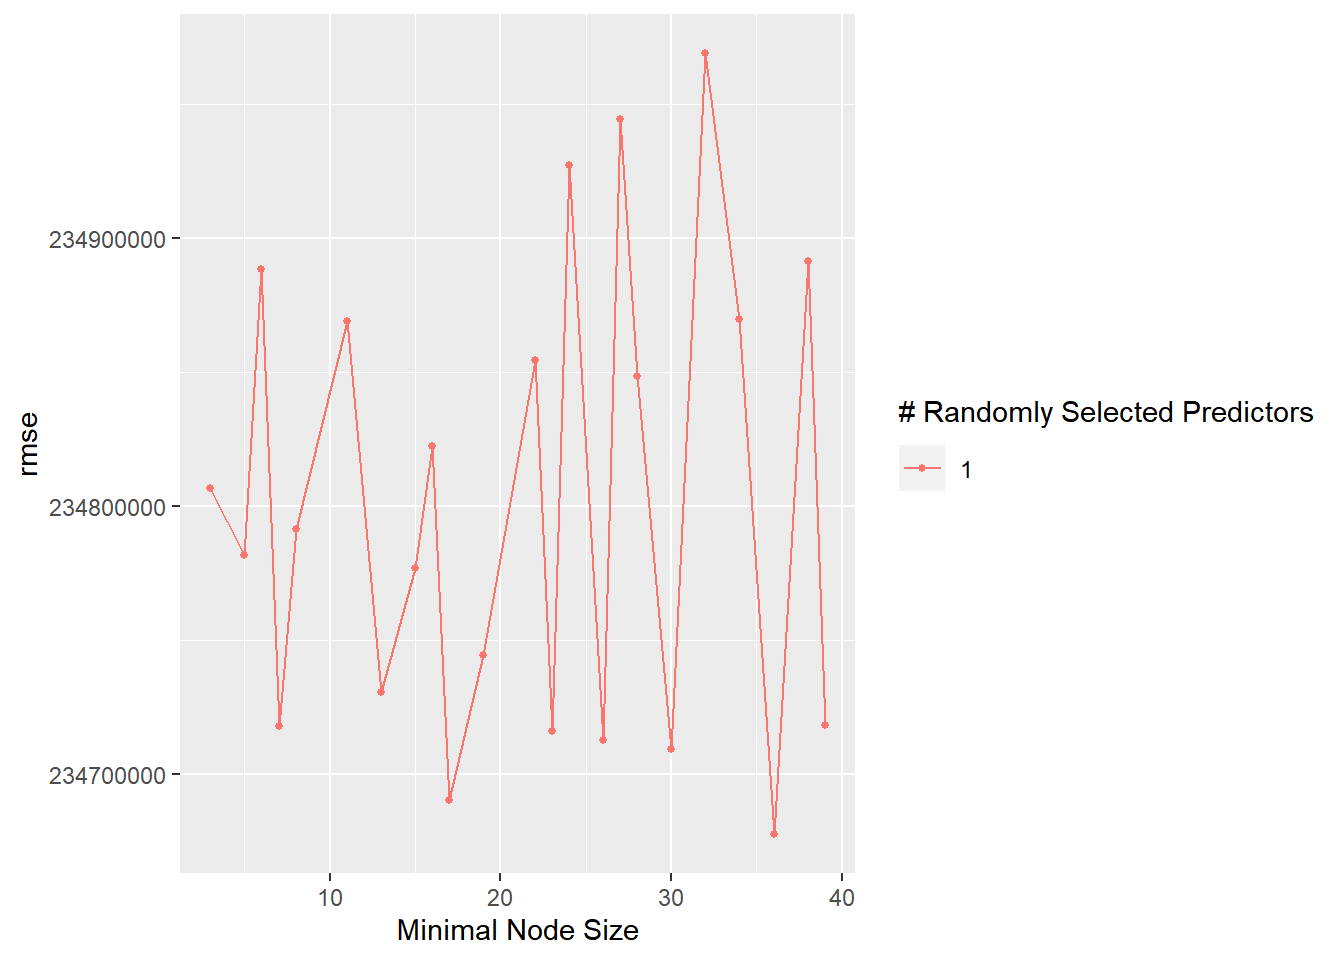 rmse
234900000
234800000
234700000
10 20 30 40
Minimal Node Size
# Randomly Selected Predictors
1